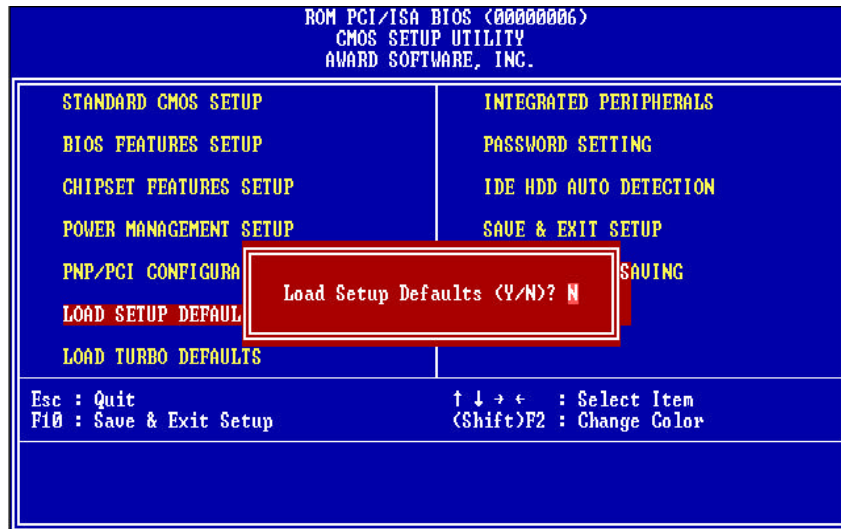 ROM PCI/ISA BIOS (00000006)
CMOS SETUP UTILITY
AWARD SOFTWARE, INC.
STANDARD CMOS SETUP
BIOS FEATURES SETUP
CHIPSET FEATURES SETUP
POWER MANAGEMENT SETUP
PNP/PCI CONFIGURA
LOAD SETUP DEFAUL
LOAD TURBO DEFAULTS
INTEGRATED PERIPHERALS
PASSWORD SETTING
IDE HDD AUTO DETECTION
SAVE & EXIT SETUP
SAVING
Load Setup Defaults (Y/N)? N
Esc : Quit
F10 : Save & Exit Setup
↑ ↓ → ← : Select Item
(Shift)F2 : Change Color